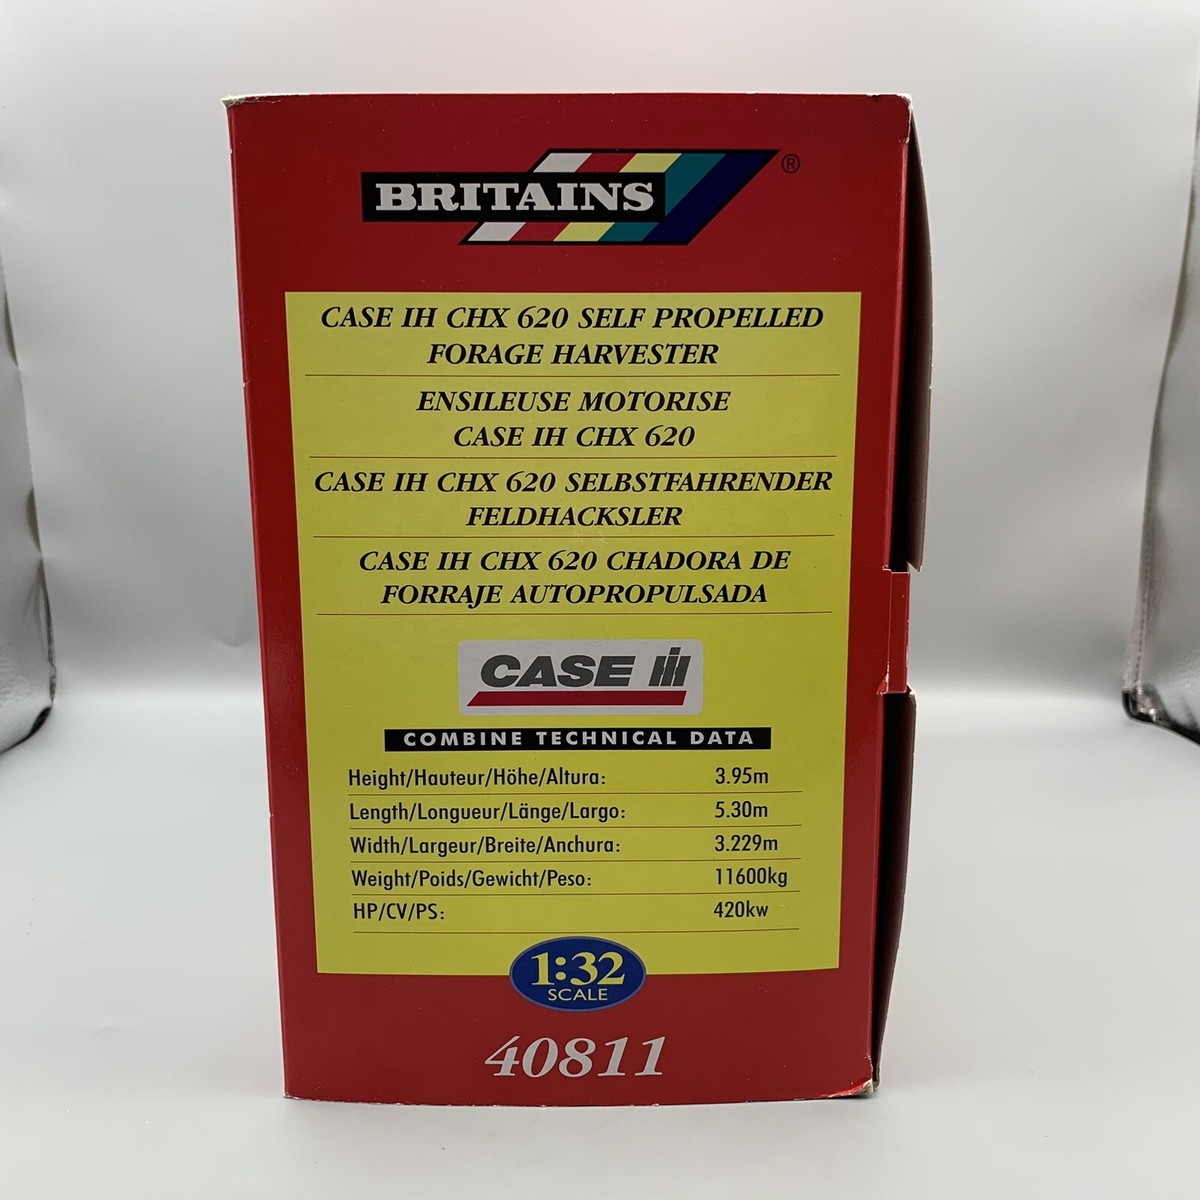 BRITAINS ®
CASE IH CHX 620 SELF PROPELLED
FORAGE HARVESTER
ENSILEUSE MOTORISE
CASE IH CHX 620
CASE IH CHX 620 SELBSTFAHRENDER
FELDHACKSLER
CASE IH CHX 620 CHADORA DE
FORRAJE AUTOPROPULSADA
CASE IH
COMBINE TECHNICAL DATA
Height/Hauteur/Höhe/Altura: 3.95m
Length/Longueur/Länge/Largo: 5.30m
Width/Largeur/Breite/Anchura: 3.229m
Weight/Poids/Gewicht/Peso: 11600kg
HP/CV/PS: 420kw
1:32
SCALE
40811